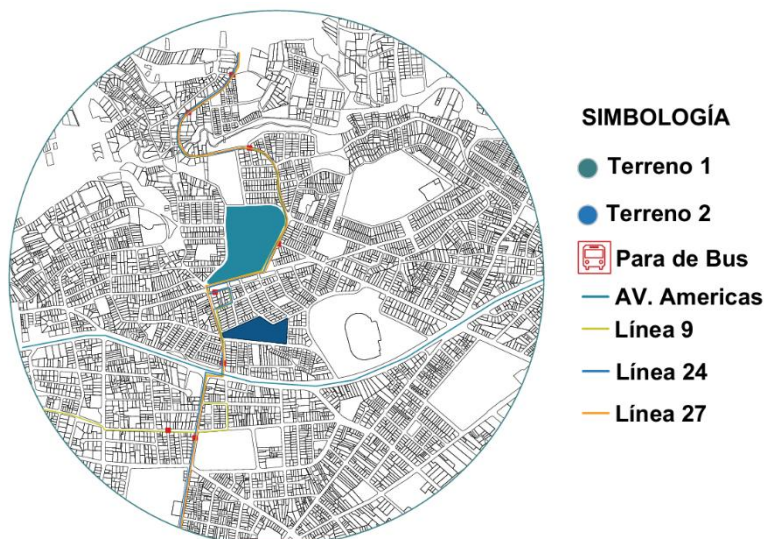 SIMBOLOGÍA
Terreno 1
Terreno 2
Para de Bus
AV. Americas
Línea 9
Línea 24
Línea 27